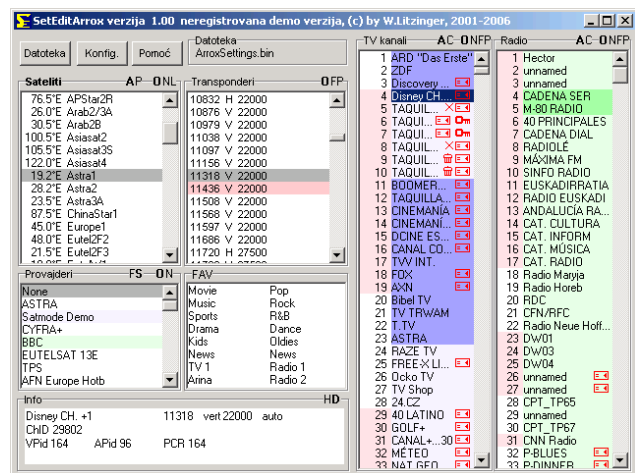 SetEditArrox verzija 1.00 neregistrovana demo verzija, (c) by W.Litzinger, 2001-2006
Datoteka
Konfig.
Pomoć
Datoteka
ArroxSettings.bin
Sateliti AP ONL
76.5°E APStar2R
26.0°E Arab2/3A
30.5°E Arab2B
100.5°E Asiasat2
105.5°E Asiasat3S
122.0°E Asiasat4
19.2°E Astra1
28.2°E Astra2
23.5°E Astra3A
87.5°E ChinaStar1
45.0°E Europe1
48.0°E Eutel2F2
21.5°E Eutel2F3
Transponderi OFP
10832 H 22000
10876 V 22000
10979 V 22000
11038 V 22000
11097 V 22000
11156 V 22000
11318 V 22000
11436 V 22000
11508 V 22000
11568 V 22000
11597 V 22000
11686 V 22000
11720 H 27500
Provajderi FS ON
None
ASTRA
Satmode Demo
CYFRA+
BBC
EUTELSAT 13E
TPS
AFN Europe Hotb
FAV
Movie Pop
Music Rock
Sports R&B
Drama Dance
Kids Oldies
News News
TV 1 Radio 1
Arina Radio 2
Info HD
Disney CH. +1 11318 vert 22000 auto
ChID 29802
VPid 164 APid 96 PCR 164
TV kanali AC ONFP
1 ARD "Das Erste"
2 ZDF
3 Discovery ...
4 Disney CH....
5 TAQUIL...
6 TAQUI...
7 TAQUI...
8 TAQUIL...
9 TAQUIL...
10 TAQUIL...
11 BOOMER...
12 TAQUILLA...
13 CINEMANÍA
14 CINEMANÍ...
15 DCINE ES...
16 CANAL CO...
17 TVV INT.
18 FOX
19 AXN
20 Bibel TV
21 TV TRWAM
22 T.TV
23 ASTRA
24 RAZE TV
25 FREE-X LI...
26 Ocko TV
27 TV Shop
28 24.CZ
29 40 LATINO
30 GOLF+
31 CANAL+...30
32 MÉTEO
33 NAT GEO
Radio AC ONFP
1 Hector
2 unnamed
3 unnamed
4 CADENA SER
5 M-80 RADIO
6 40 PRINCIPALES
7 CADENA DIAL
8 RADIOLÉ
9 MÁXIMA FM
10 SINFO RADIO
11 EUSKADIRRATIA
12 RADIO EUSKADI
13 ANDALUCÍA RA...
14 CAT. CULTURA
15 CAT. INFORM
16 CAT. MÚSICA
17 CAT. RADIO
18 Radio Maryja
19 Radio Horeb
20 RDC
21 CFN/RFC
22 Radio Neue Hoff...
23 DW01
24 DW03
25 DW04
26 unnamed
27 unnamed
28 CPT_TP65
29 unnamed
30 CPT_TP67
31 CNN Radio
32 P-BLUES
33 P-DINNER